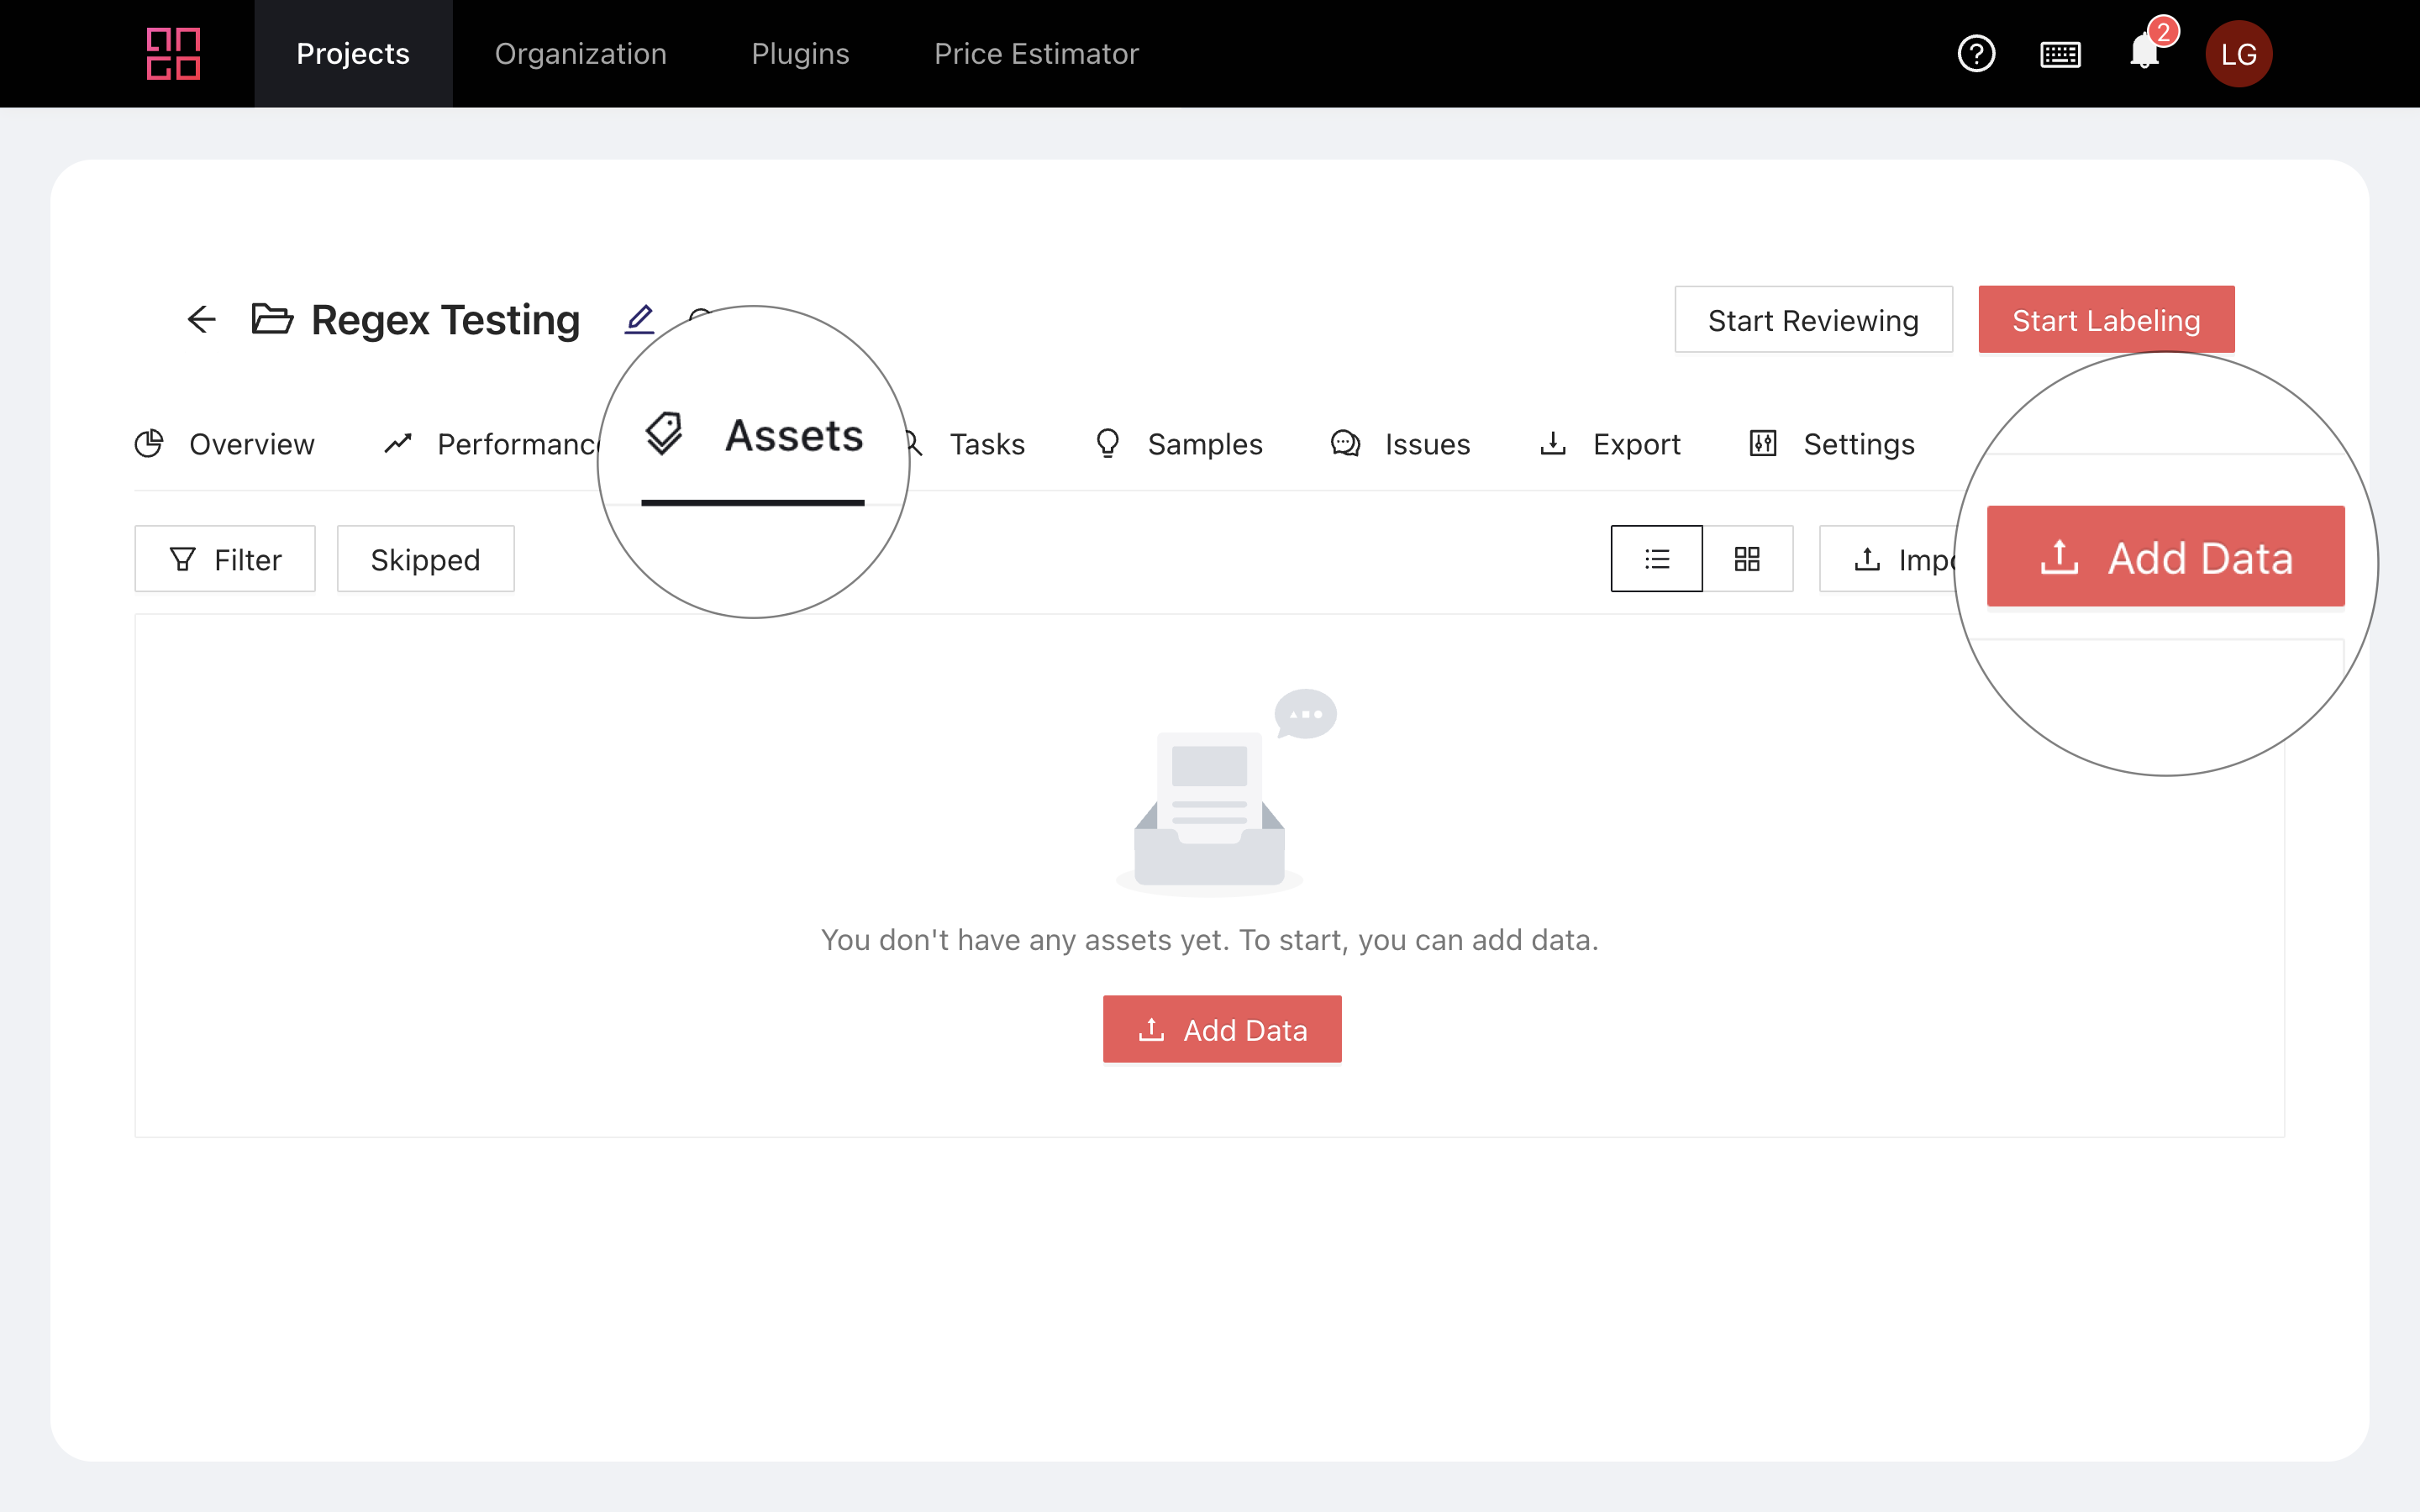 Projects Organization Plugins Price Estimator 2 LG
Regex Testing Start Reviewing Start Labeling
Overview Performance Assets Tasks Samples Issues Export Settings
Filter Skipped Add Data
You don't have any assets yet. To start, you can add data.
Add Data